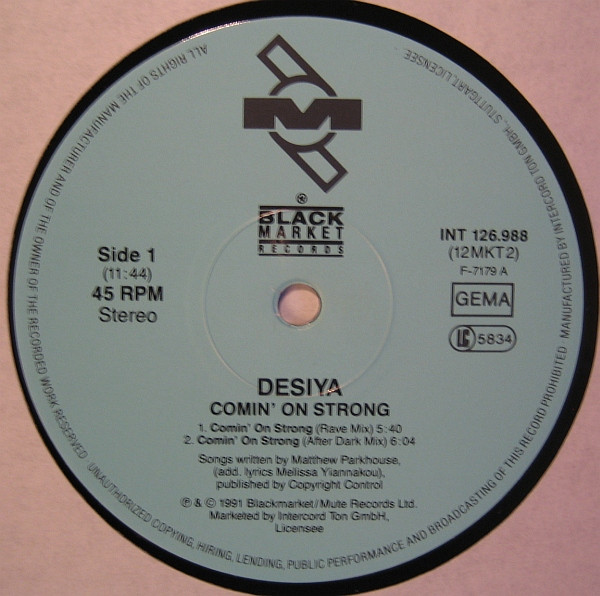 M
®
BLACK
MARKET
RECORDS
Side 1
(11:44)
45 RPM
Stereo
INT 126.988
(12MKT2)
F-7179 A
GEMA
LC 5834
DESIYA
COMIN' ON STRONG
1. Comin' On Strong (Rave Mix) 5:40
2. Comin' On Strong (After Dark Mix) 6:04
Songs written by Matthew Parkhouse,
(add. lyrics Melissa Yiannakou),
published by Copyright Control
℗ & © 1991 Blackmarket/Mute Records Ltd.
Marketed by Intercord Ton GmbH,
Licensee
ALL RIGHTS OF THE MANUFACTURER AND OF THE OWNER OF THE RECORDED WORK RESERVED · UNAUTHORIZED COPYING, HIRING, LENDING, PUBLIC PERFORMANCE AND BROADCASTING OF THIS RECORD PROHIBITED · MANUFACTURED BY INTERCORD TON GMBH, STUTTGART, LICENSEE